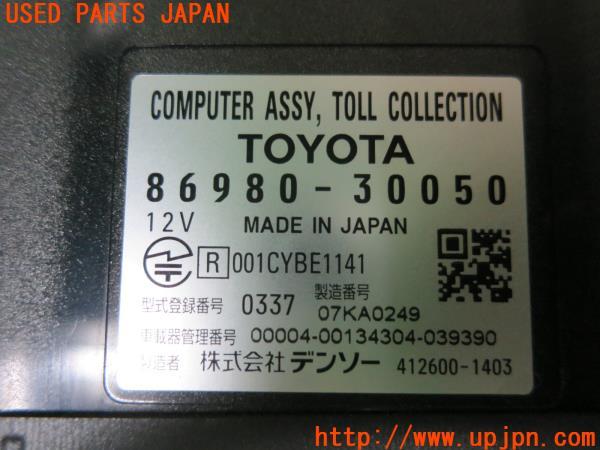 USED PARTS JAPAN
COMPUTER ASSY, TOLL COLLECTION
TOYOTA
86980-30050
12V MADE IN JAPAN
R 001CYBE1141
型式登録番号 0337 製造番号 07KA0249
車載器管理番号 00004-00134304-039390
製造者 株式会社デンソー 412600-1403
http://www.upjpn.com